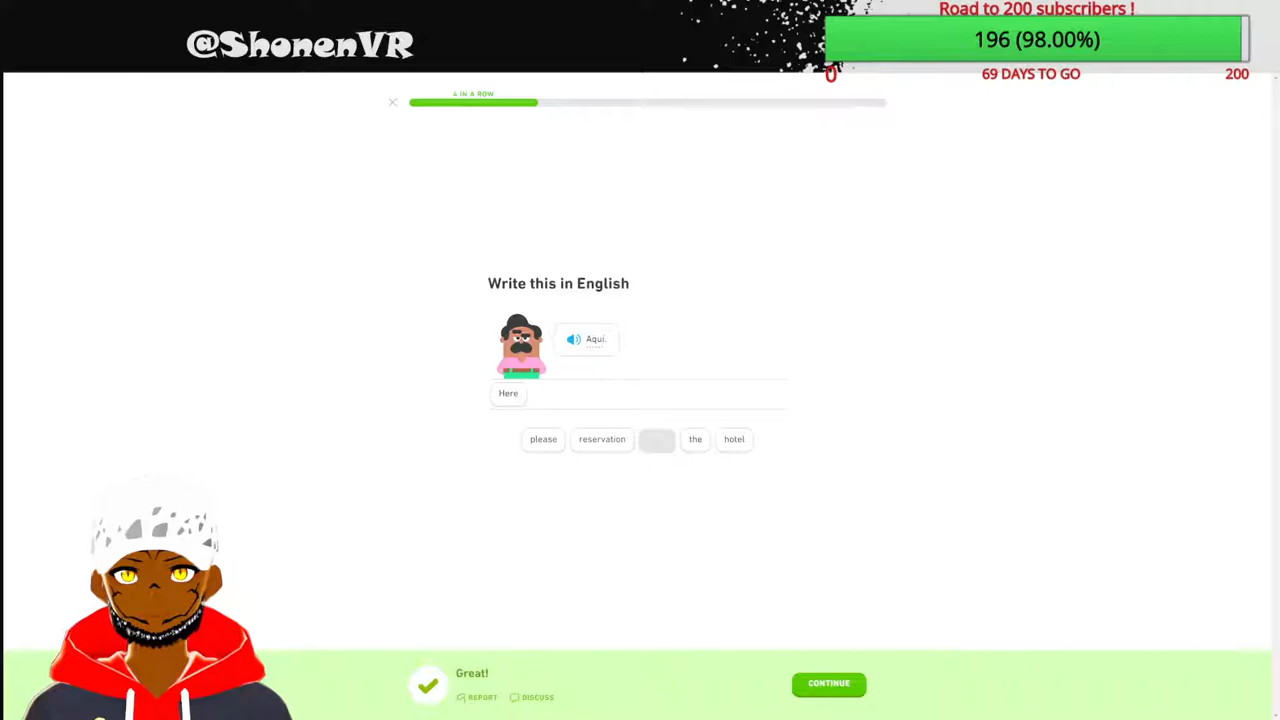 @ShonenVR
Road to 200 subscribers !
196 (98.00%)
0
69 DAYS TO GO
200
4 IN A ROW
Write this in English
Aquí.
Here
please
reservation
the
hotel
Great!
REPORT
DISCUSS
CONTINUE